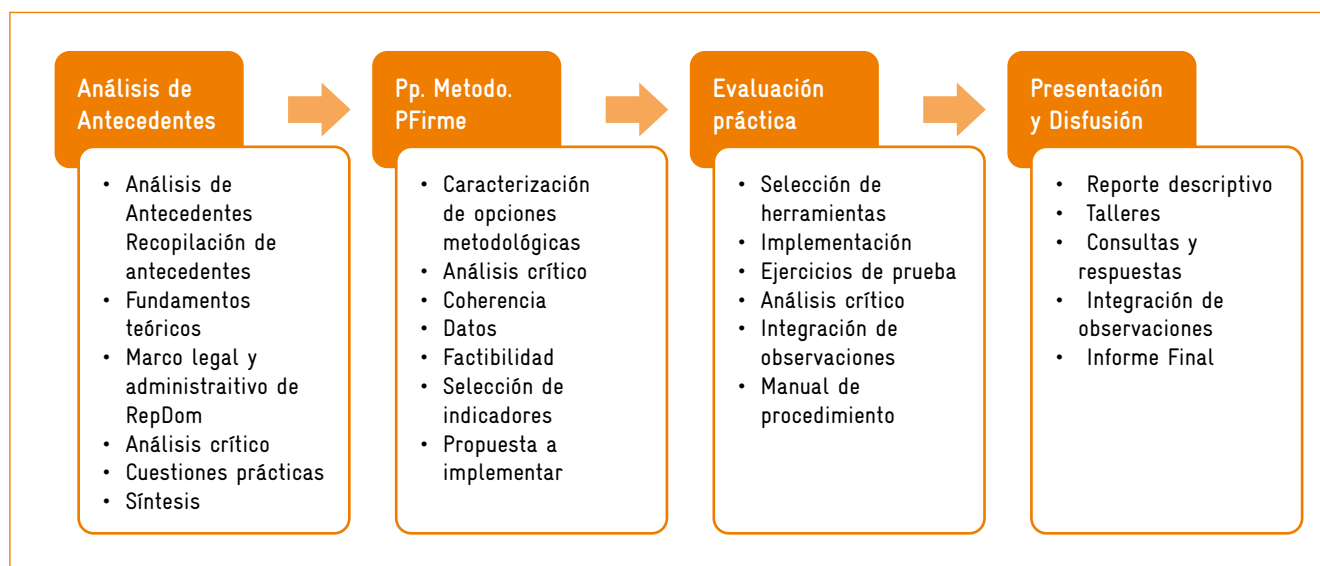 Análisis de
Antecedentes
• Análisis de
Antecedentes
Recopilación de
antecedentes
• Fundamentos
teóricos
• Marco legal y
administraitivo de
RepDom
• Análisis crítico
• Cuestiones prácticas
• Síntesis
Pp. Metodo.
PFirme
• Caracterización
de opciones
metodológicas
• Análisis crítico
• Coherencia
• Datos
• Factibilidad
• Selección de
indicadores
• Propuesta a
implementar
Evaluación
práctica
• Selección de
herramientas
• Implementación
• Ejercicios de prueba
• Análisis crítico
• Integración de
observaciones
• Manual de
procedimiento
Presentación
y Disfusión
• Reporte descriptivo
• Talleres
• Consultas y
respuestas
• Integración de
observaciones
• Informe Final